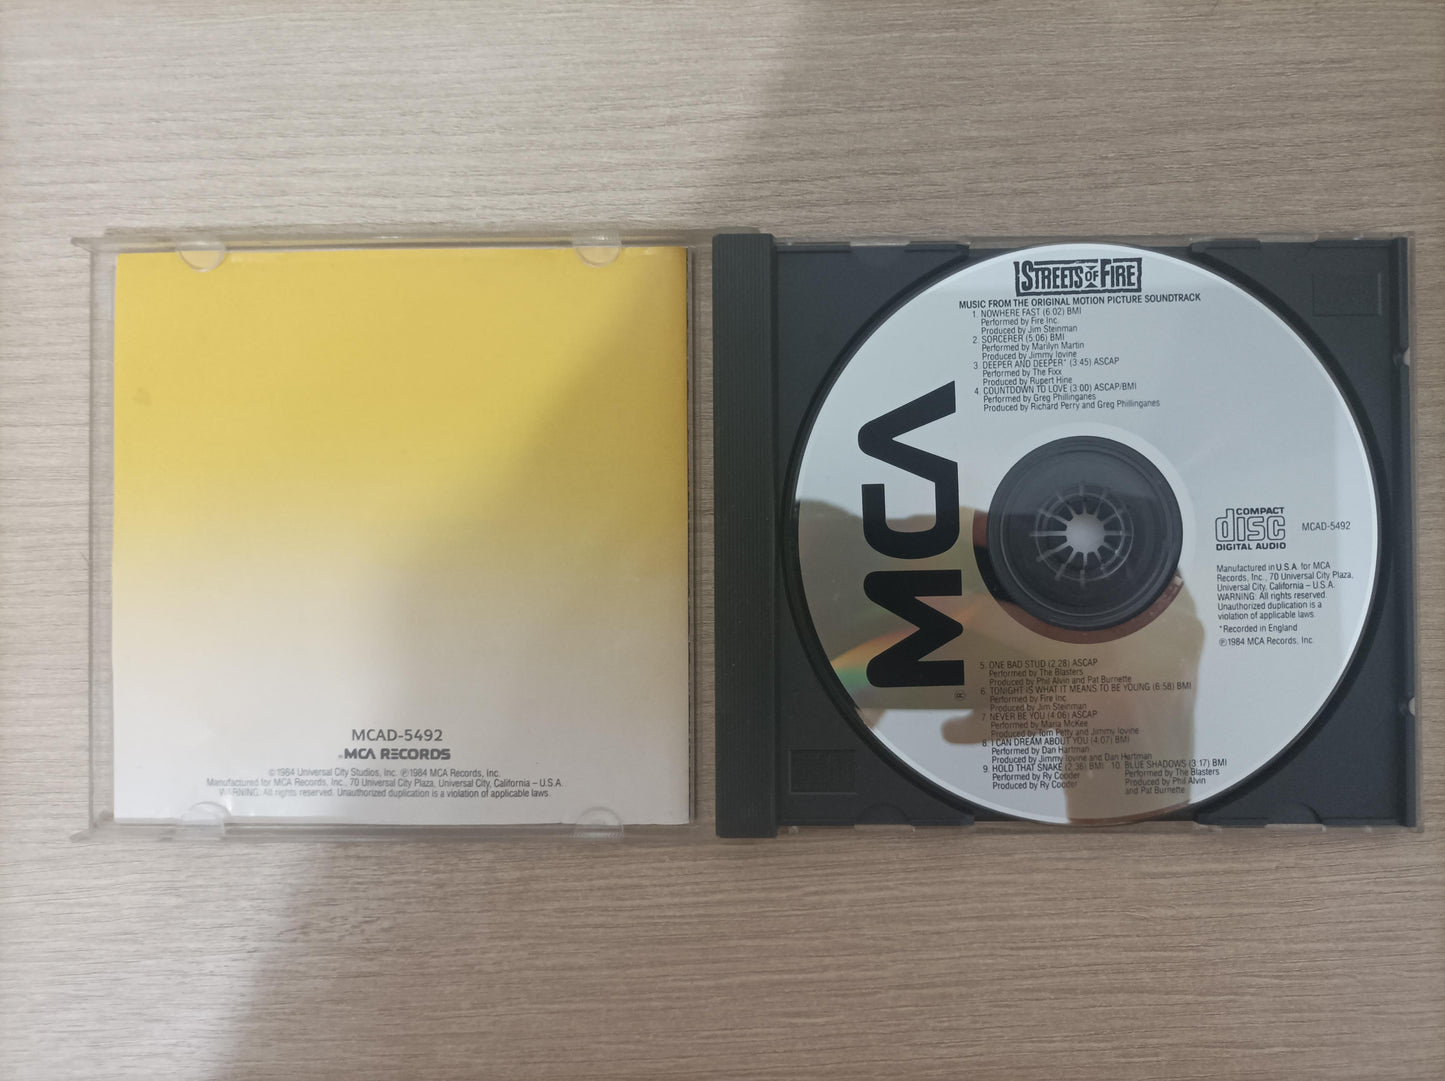 MCAD-5492
MCA RECORDS
©1984 Universal City Studios, Inc. ℗1984 MCA Records, Inc.
Manufactured for MCA Records, Inc., 70 Universal City Plaza, Universal City, California – U.S.A.
WARNING: All rights reserved. Unauthorized duplication is a violation of applicable laws.
STREETS OF FIRE
MUSIC FROM THE ORIGINAL MOTION PICTURE SOUNDTRACK
1. NOWHERE FAST (6:02) BMI
Performed by Fire Inc.
Produced by Jim Steinman
2. SORCERER (5:06) BMI
Performed by Marilyn Martin
Produced by Jimmy Iovine
3. DEEPER AND DEEPER* (3:45) ASCAP
Performed by The Fixx
Produced by Rupert Hine
4. COUNTDOWN TO LOVE (3:00) ASCAP/BMI
Performed by Greg Phillinganes
Produced by Richard Perry and Greg Phillinganes
MCA
®
COMPACT
disc
DIGITAL AUDIO
MCAD-5492
Manufactured in U.S.A. for MCA
Records, Inc., 70 Universal City Plaza,
Universal City, California – U.S.A.
WARNING: All rights reserved.
Unauthorized duplication is a
violation of applicable laws.
*Recorded in England
℗1984 MCA Records, Inc.
5. ONE BAD STUD (2:28) ASCAP
Performed by The Blasters
Produced by Phil Alvin and Pat Burnette
6. TONIGHT IS WHAT IT MEANS TO BE YOUNG (6:58) BMI
Performed by Fire Inc.
Produced by Jim Steinman
7. NEVER BE YOU (4:06) ASCAP
Performed by Maria McKee
Produced by Tom Petty and Jimmy Iovine
8. I CAN DREAM ABOUT YOU (4:07) BMI
Performed by Dan Hartman
Produced by Jimmy Iovine and Dan Hartman
9. HOLD THAT SNAKE (2:36) BMI
Performed by Ry Cooder
Produced by Ry Cooder
10. BLUE SHADOWS (3:17) BMI
Performed by The Blasters
Produced by Phil Alvin
and Pat Burnette